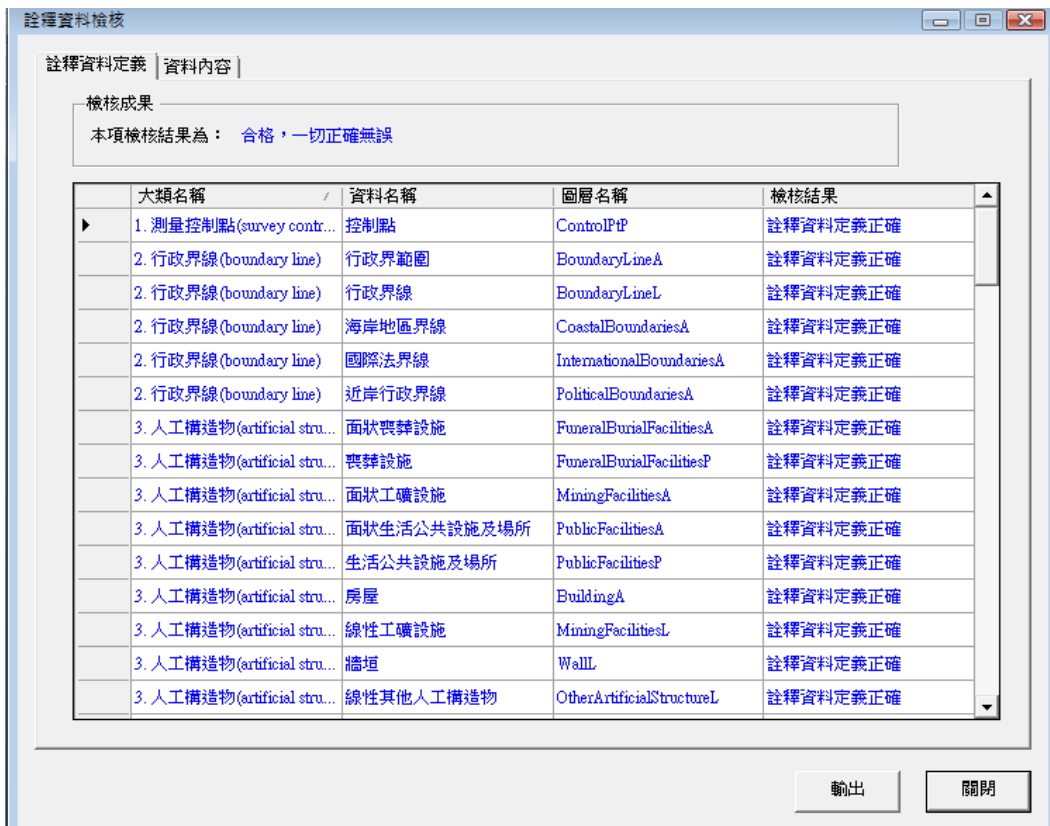 詮釋資料檢核
詮釋資料定義 資料內容
檢核成果
本項檢核結果為： 合格，一切正確無誤
大類名稱 資料名稱 圖層名稱 檢核結果
1. 測量控制點(survey contr... 控制點 ControlPtP 詮釋資料定義正確
2. 行政界線(boundary line) 行政界範圍 BoundaryLineA 詮釋資料定義正確
2. 行政界線(boundary line) 行政界線 BoundaryLineL 詮釋資料定義正確
2. 行政界線(boundary line) 海岸地區界線 CoastalBoundariesA 詮釋資料定義正確
2. 行政界線(boundary line) 國際法界線 InternationalBoundariesA 詮釋資料定義正確
2. 行政界線(boundary line) 近岸行政界線 PoliticalBoundariesA 詮釋資料定義正確
3. 人工構造物(artificial stru... 面狀喪葬設施 FuneralBurialFacilitiesA 詮釋資料定義正確
3. 人工構造物(artificial stru... 喪葬設施 FuneralBurialFacilitiesP 詮釋資料定義正確
3. 人工構造物(artificial stru... 面狀工礦設施 MiningFacilitiesA 詮釋資料定義正確
3. 人工構造物(artificial stru... 面狀生活公共設施及場所 PublicFacilitiesA 詮釋資料定義正確
3. 人工構造物(artificial stru... 生活公共設施及場所 PublicFacilitiesP 詮釋資料定義正確
3. 人工構造物(artificial stru... 房屋 BuildingA 詮釋資料定義正確
3. 人工構造物(artificial stru... 線性工礦設施 MiningFacilitiesL 詮釋資料定義正確
3. 人工構造物(artificial stru... 牆垣 WallL 詮釋資料定義正確
3. 人工構造物(artificial stru... 線性其他人工構造物 OtherArtificialStructureL 詮釋資料定義正確
輸出 關閉